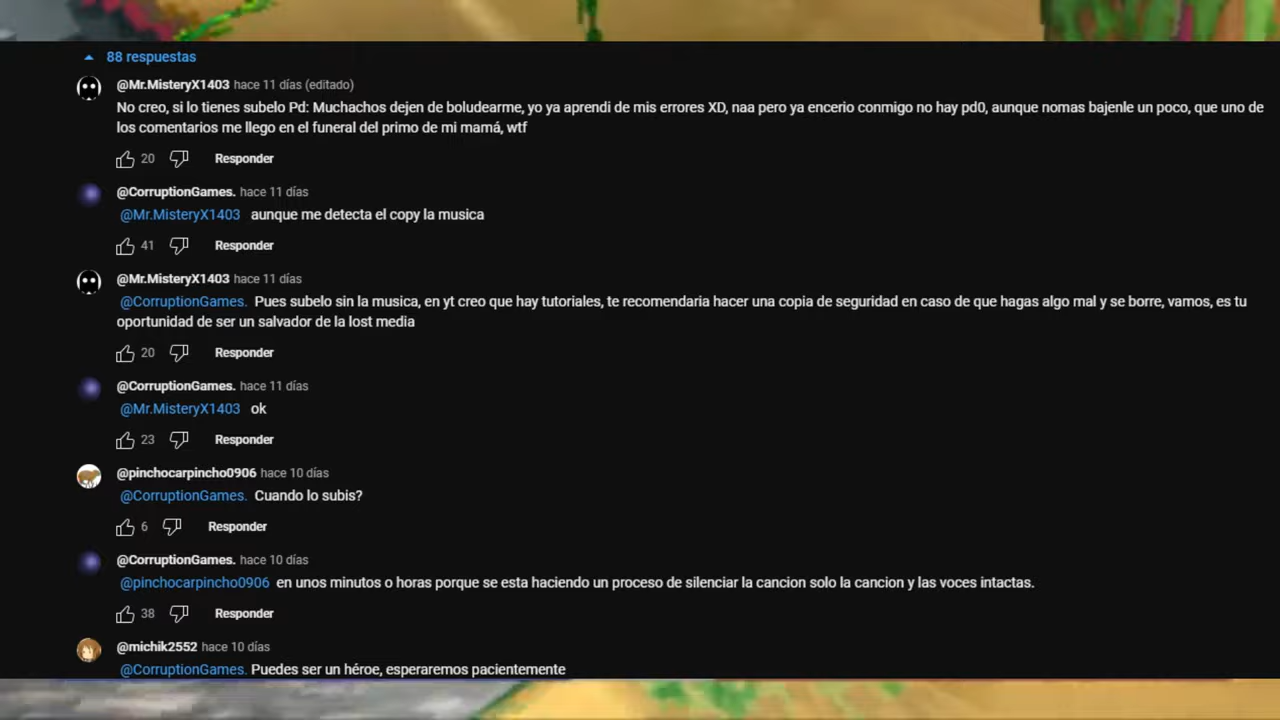 88 respuestas
@Mr.MisteryX1403 hace 11 días (editado)
No creo, si lo tienes subelo Pd: Muchachos dejen de boludearme, yo ya aprendi de mis errores XD, naa pero ya encerio conmigo no hay pd0, aunque nomas bajenle un poco, que uno de
los comentarios me llego en el funeral del primo de mi mamá, wtf
20 Responder
@CorruptionGames. hace 11 días
@Mr.MisteryX1403 aunque me detecta el copy la musica
41 Responder
@Mr.MisteryX1403 hace 11 días
@CorruptionGames. Pues subelo sin la musica, en yt creo que hay tutoriales, te recomendaria hacer una copia de seguridad en caso de que hagas algo mal y se borre, vamos, es tu
oportunidad de ser un salvador de la lost media
20 Responder
@CorruptionGames. hace 11 días
@Mr.MisteryX1403 ok
23 Responder
@pinchocarpincho0906 hace 10 días
@CorruptionGames. Cuando lo subis?
6 Responder
@CorruptionGames. hace 10 días
@pinchocarpincho0906 en unos minutos o horas porque se esta haciendo un proceso de silenciar la cancion solo la cancion y las voces intactas.
38 Responder
@michik2552 hace 10 días
@CorruptionGames. Puedes ser un héroe, esperaremos pacientemente